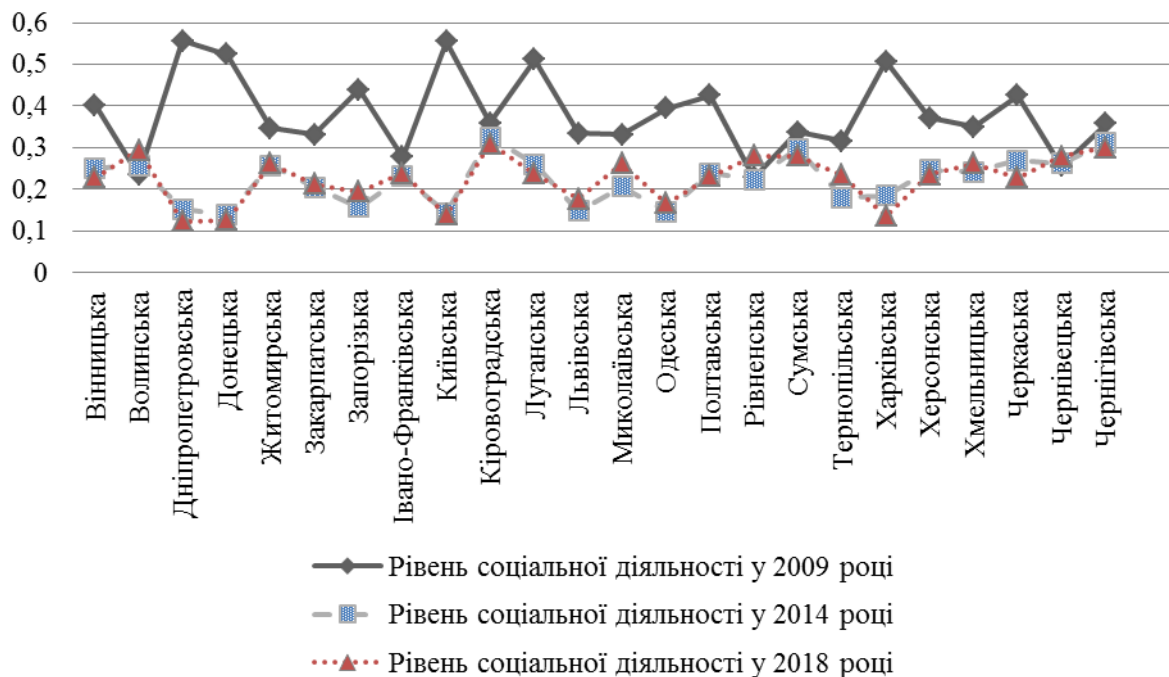 0,6
0,5
0,4
0,3
0,2
0,1
0
Вінницька
Волинська
Дніпропетровська
Донецька
Житомирська
Закарпатська
Запорізька
Івано-Франківська
Київська
Кіровоградська
Луганська
Львівська
Миколаївська
Одеська
Полтавська
Рівненська
Сумська
Тернопільська
Харківська
Херсонська
Хмельницька
Черкаська
Чернівецька
Чернігівська
Рівень соціальної діяльності у 2009 році
Рівень соціальної діяльності у 2014 році
Рівень соціальної діяльності у 2018 році